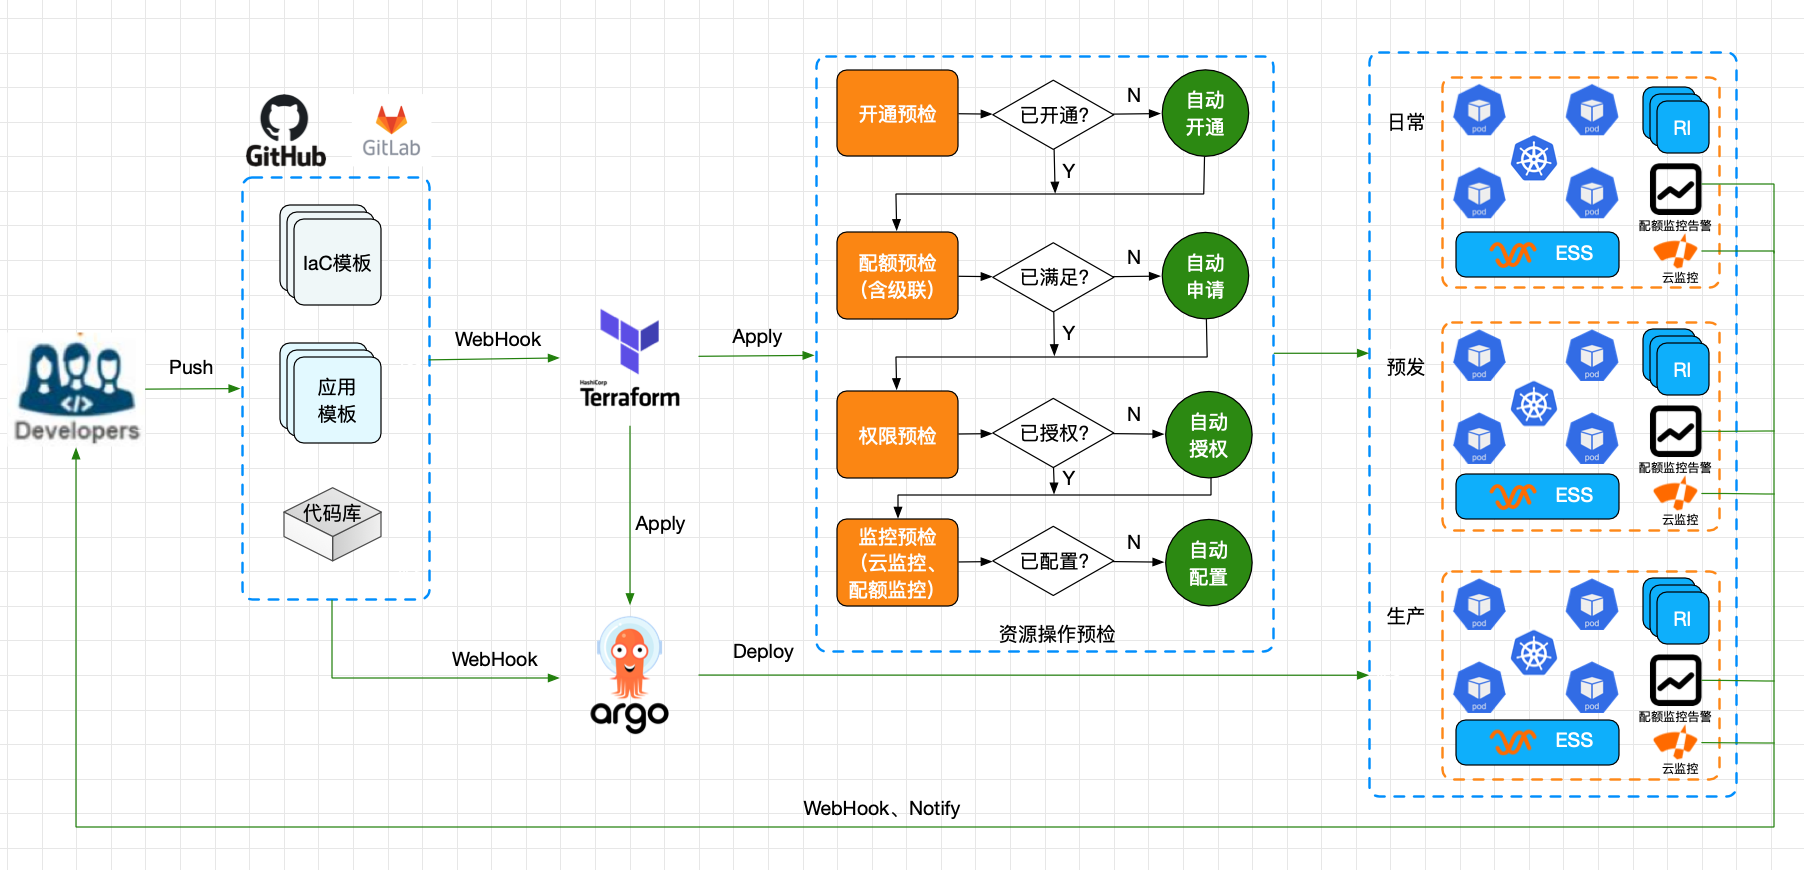 GitHub
GitLab
IaC模板
应用
模板
代码库
Developers
Push
WebHook
HashiCorp
Terraform
Apply
Apply
WebHook
argo
Deploy
开通预检
已开通?
N
自动
开通
Y
配额预检
（含级联）
已满足?
N
自动
申请
Y
权限预检
已授权?
N
自动
授权
Y
监控预检
（云监控、
配额监控）
已配置?
N
自动
配置
资源操作预检
日常
pod
pod
RI
pod
pod
配额监控告警
ESS
云监控
预发
pod
pod
RI
pod
pod
配额监控告警
ESS
云监控
生产
pod
pod
RI
pod
pod
配额监控告警
ESS
云监控
WebHook、Notify